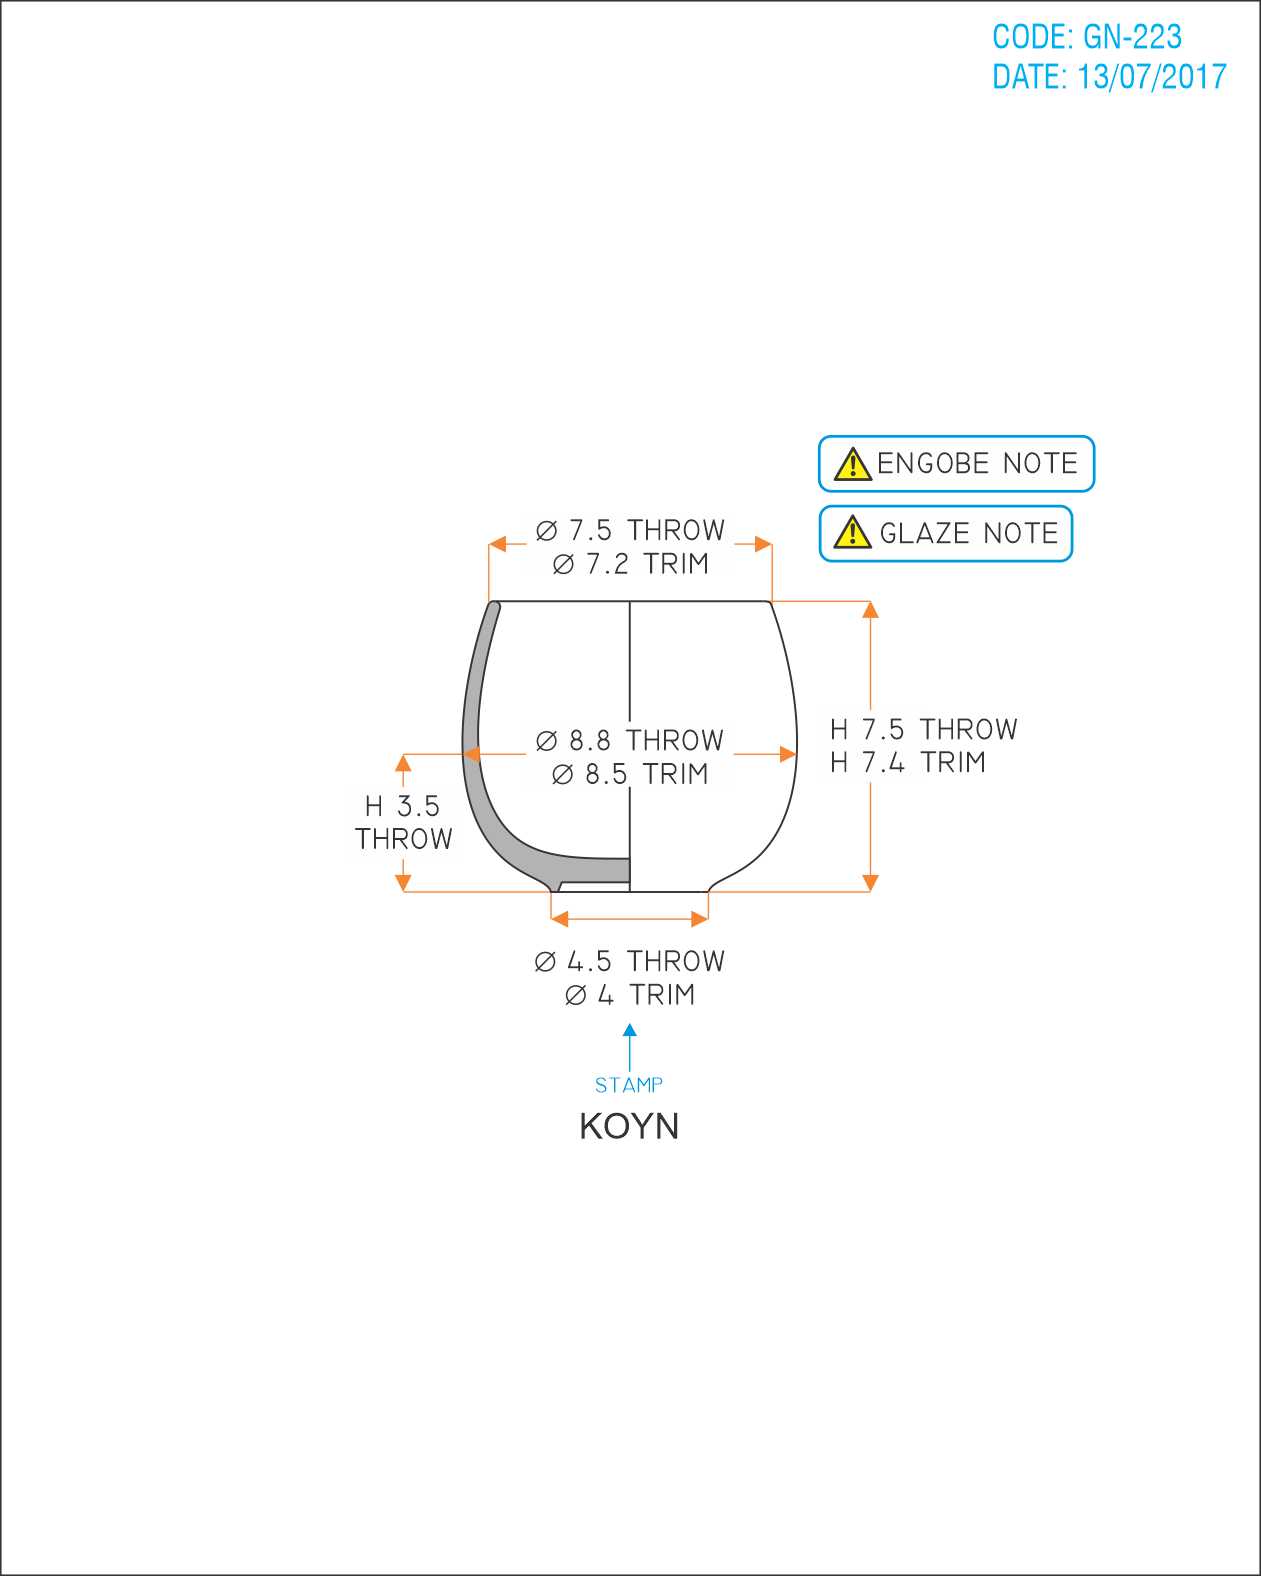 CODE: GN-223
DATE: 13/07/2017
ENGOBE NOTE
GLAZE NOTE
Ø 7.5 THROW
Ø 7.2 TRIM
Ø 8.8 THROW
Ø 8.5 TRIM
H 7.5 THROW
H 7.4 TRIM
H 3.5
THROW
Ø 4.5 THROW
Ø 4 TRIM
STAMP
KOYN